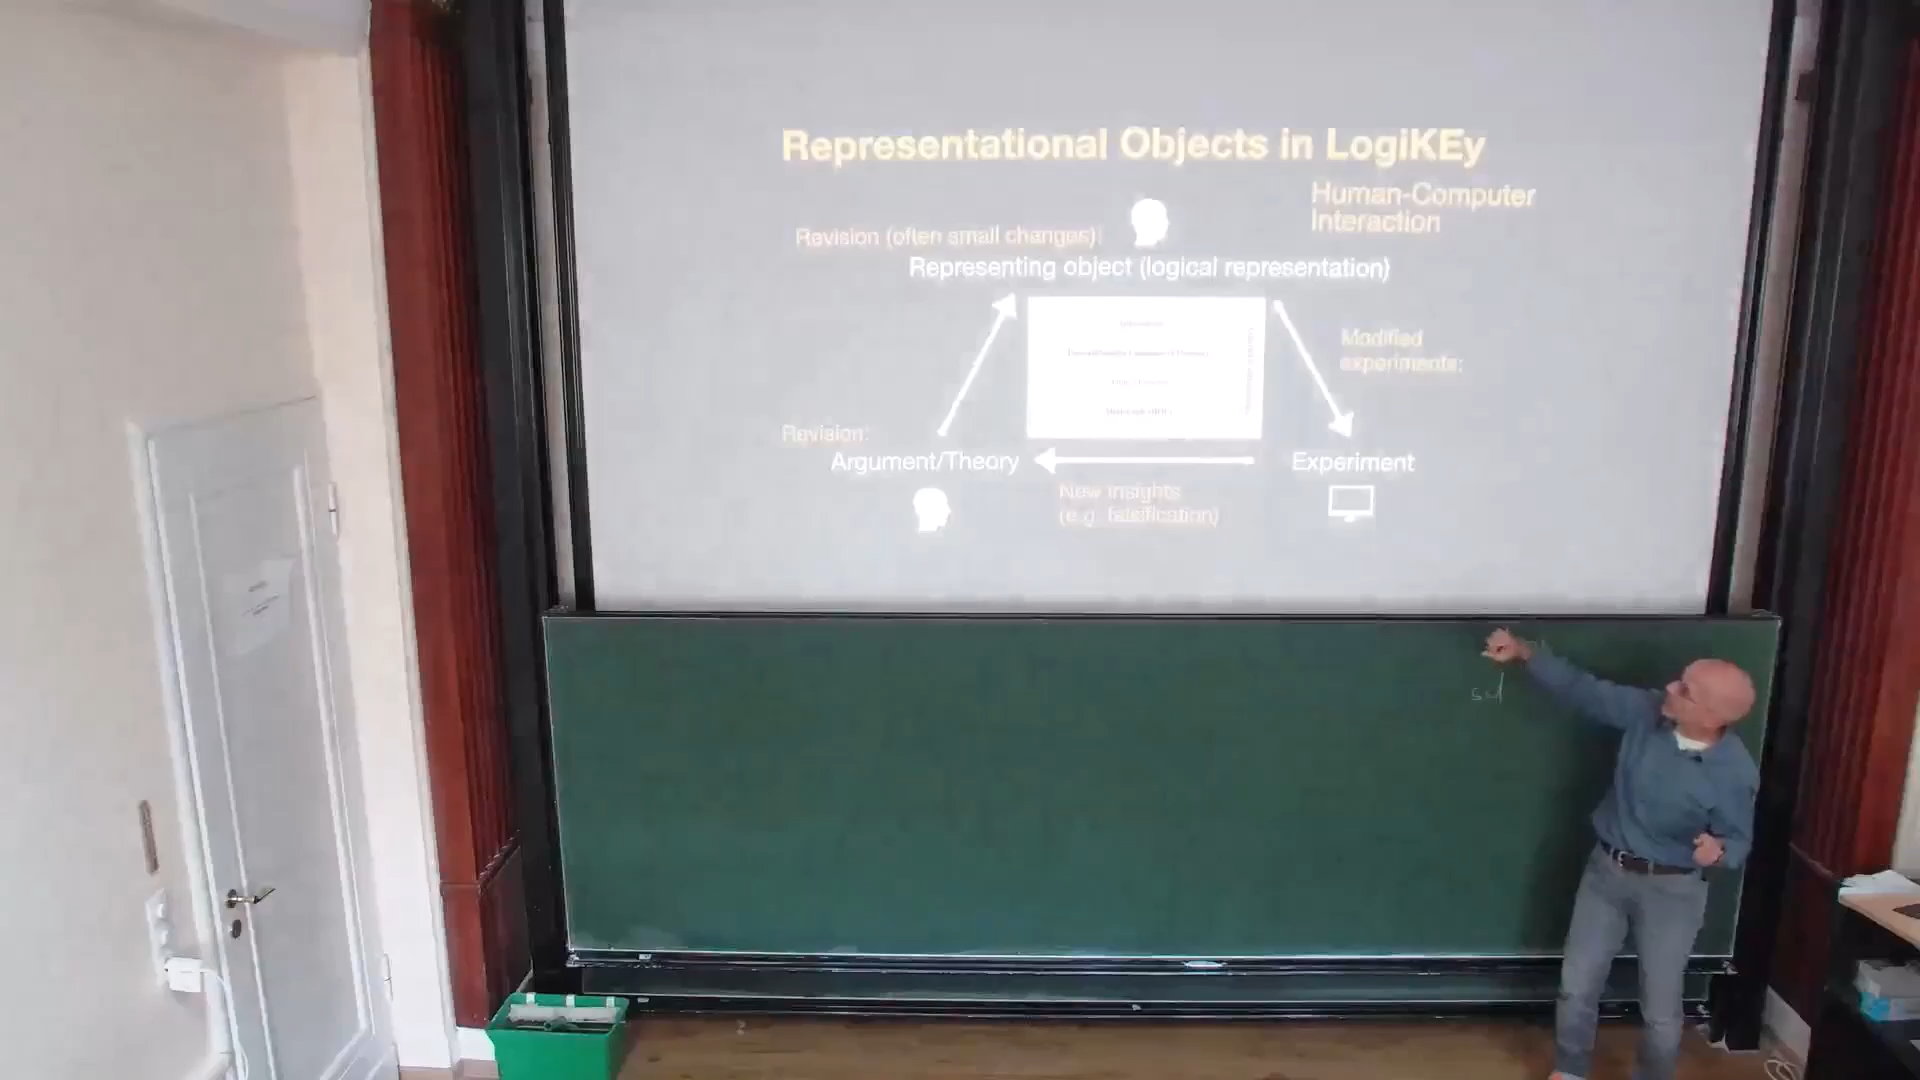 Representational Objects in LogiKEy
Human-Computer
Interaction
Revision (often small changes):
Representing object (logical representation)
Modified
experiments:
Revision:
Argument/Theory
Experiment
New insights
(e.g. falsification)